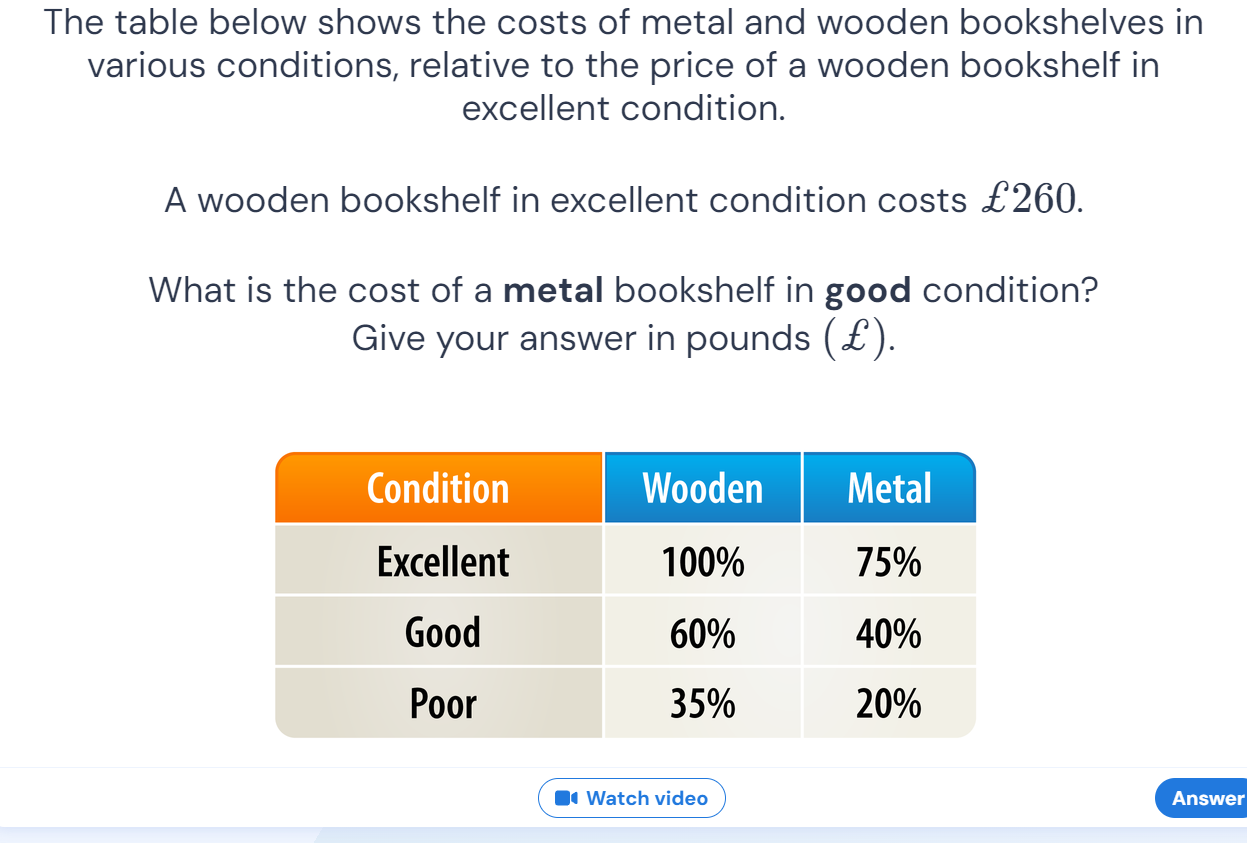 The table below shows the costs of metal and wooden bookshelves in
various conditions, relative to the price of a wooden bookshelf in
excellent condition.
A wooden bookshelf in excellent condition costs £260.
What is the cost of a metal bookshelf in good condition?
Give your answer in pounds (£).
Condition Wooden Metal
Excellent 100% 75%
Good 60% 40%
Poor 35% 20%
Watch video
Answer